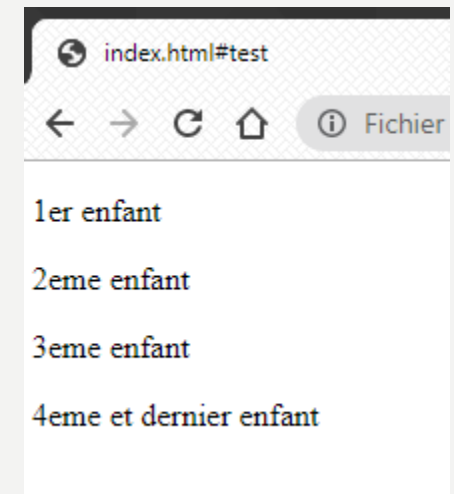 index.html#test
Fichier
1er enfant
2eme enfant
3eme enfant
4eme et dernier enfant